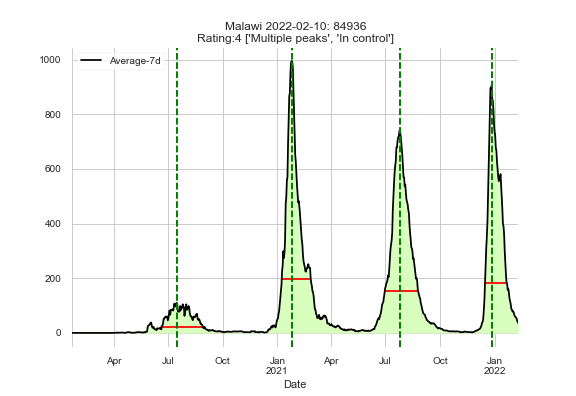 Malawi 2022-02-10: 84936
Rating:4 ['Multiple peaks', 'In control']
Average-7d
1000
800
600
400
200
0
Apr Jul Oct Jan Apr Jul Oct Jan
2021 2022
Date